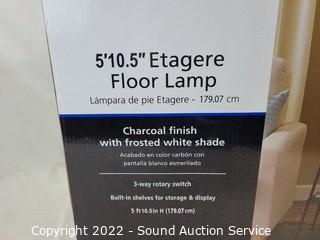 5'10.5" Etagere
Floor Lamp
Lámpara de pie Etagere - 179.07 cm
Charcoal finish
with frosted white shade
Acabado en color carbón con
pantalla blanco esmerilado
3-way rotary switch
Built-in shelves for storage & display
5 ft 10.5 in H (179.07 cm)
Copyright 2022 - Sound Auction Service